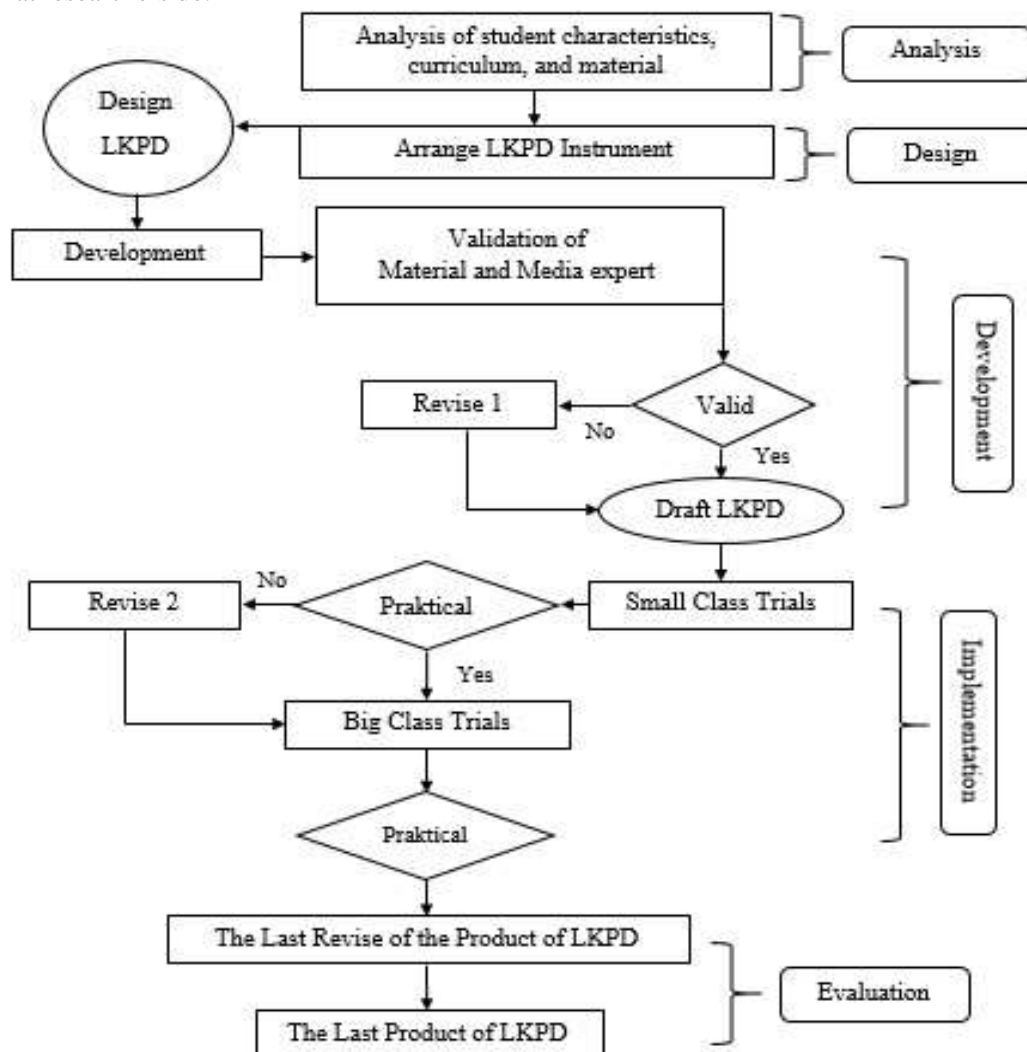 Analysis of student characteristics,
curriculum, and material
Analysis
Design
LKPD
Arrange LKPD Instrument
Design
Development
Validation of
Material and Media expert
Development
Revise 1
No
Valid
Yes
Draft LKPD
Revise 2
No
Praktical
Small Class Trials
Yes
Big Class Trials
Implementation
Praktical
The Last Revise of the Product of LKPD
Evaluation
The Last Product of LKPD